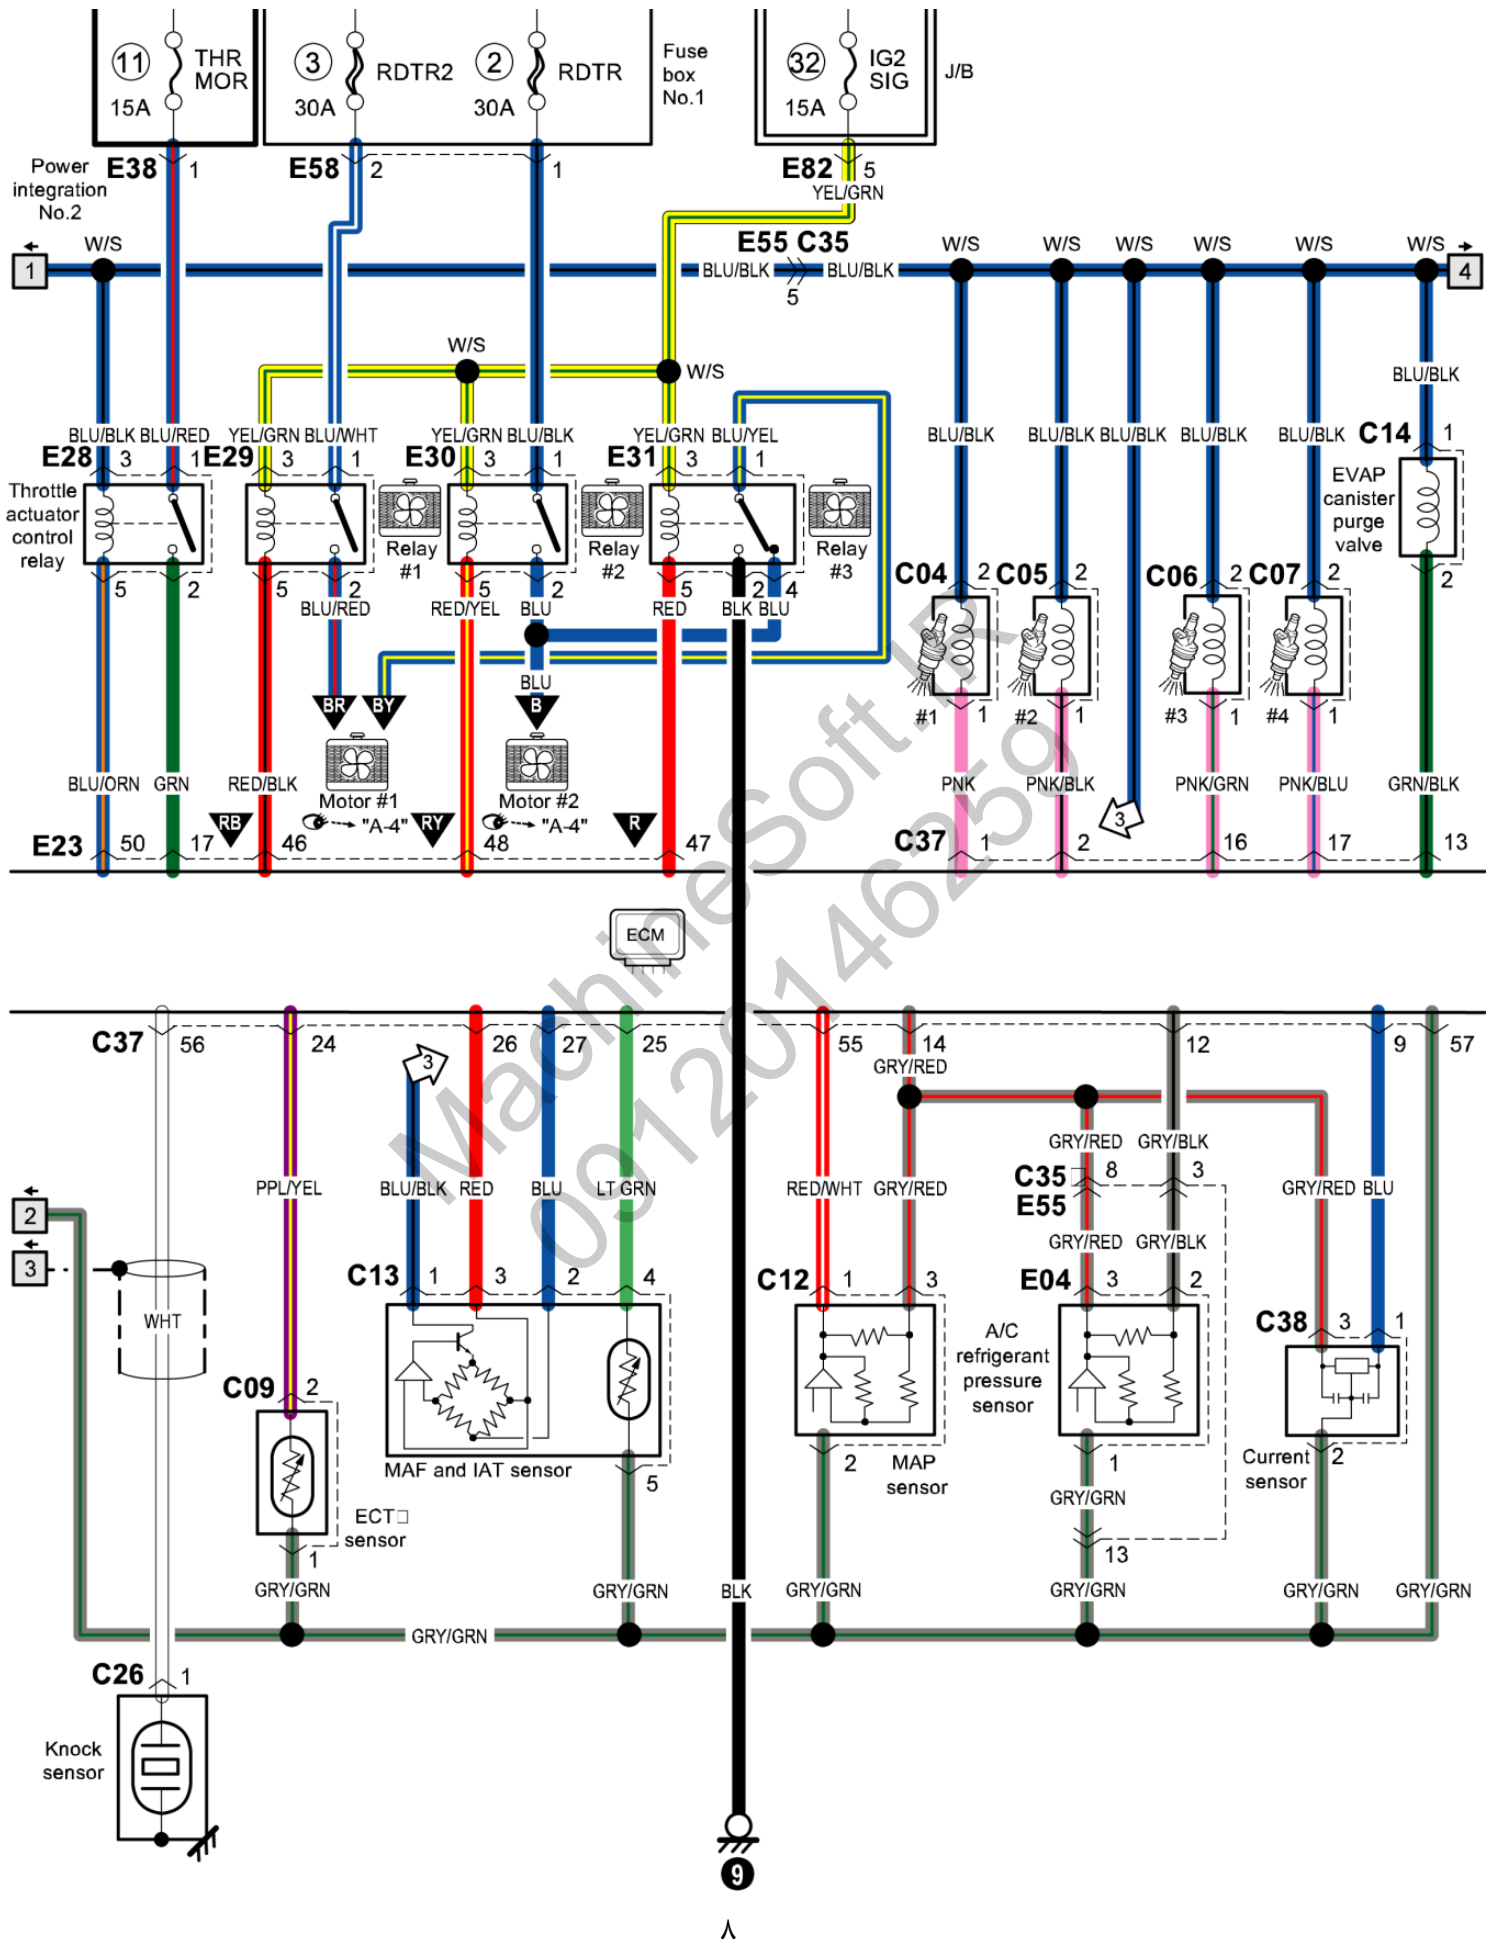 11 THR MOR 15A
3 RDTR2 30A
2 RDTR 30A
Fuse box No.1
32 IG2 SIG 15A
J/B
Power integration No.2
E38 1
E58 2 1
E82 5
YEL/GRN
1 W/S
E55 C35
BLU/BLK BLU/BLK
5
W/S W/S W/S W/S W/S W/S
4
W/S
W/S
BLU/BLK
BLU/BLK BLU/RED YEL/GRN BLU/WHT YEL/GRN BLU/BLK YEL/GRN BLU/YEL
BLU/BLK BLU/BLK BLU/BLK BLU/BLK BLU/BLK
C14 1
E28 3 1 E29 3 1 E30 3 1 E31 3 1
Throttle actuator control relay
Relay #1
Relay #2
Relay #3
EVAP canister purge valve
5 2 5 2 5 2 5 2 4
2
BLU/RED RED/YEL BLU RED BLK BLU
C04 2 C05 2 C06 2 C07 2
#1 1 #2 1 #3 1 #4 1
BLU
BR BY B
Motor #1
"A-4"
Motor #2
"A-4"
BLU/ORN GRN RED/BLK
PNK PNK/BLK PNK/GRN PNK/BLU GRN/BLK
RB RY R
3
E23 50 17 46 48 47
C37 1 2 16 17 13
ECM
C37 56 24 26 27 25 55 14 12 9 57
3
GRY/RED
GRY/RED GRY/BLK
C35 8 3
E55
PPL/YEL BLU/BLK RED BLU LT GRN RED/WHT GRY/RED GRY/RED BLU
2
3
GRY/RED GRY/BLK
C13 1 3 2 4
C12 1 3
E04 3 2
C38 3 1
WHT
C09 2
A/C refrigerant pressure sensor
MAF and IAT sensor
5
2 MAP sensor
1
Current sensor 2
GRY/GRN
ECT sensor
1
13
GRY/GRN GRY/GRN BLK GRY/GRN GRY/GRN GRY/GRN GRY/GRN
GRY/GRN
C26 1
Knock sensor
9
MachineSoft.IR
09120146259